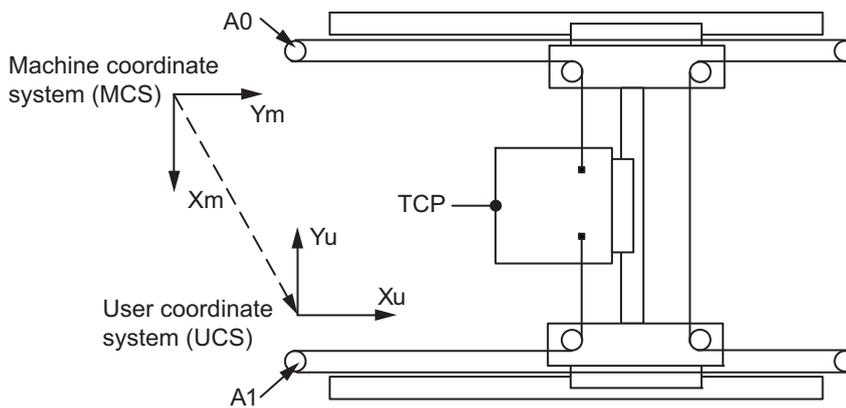 A0
Machine coordinate
system (MCS)
Ym
Xm
TCP
Yu
Xu
User coordinate
system (UCS)
A1